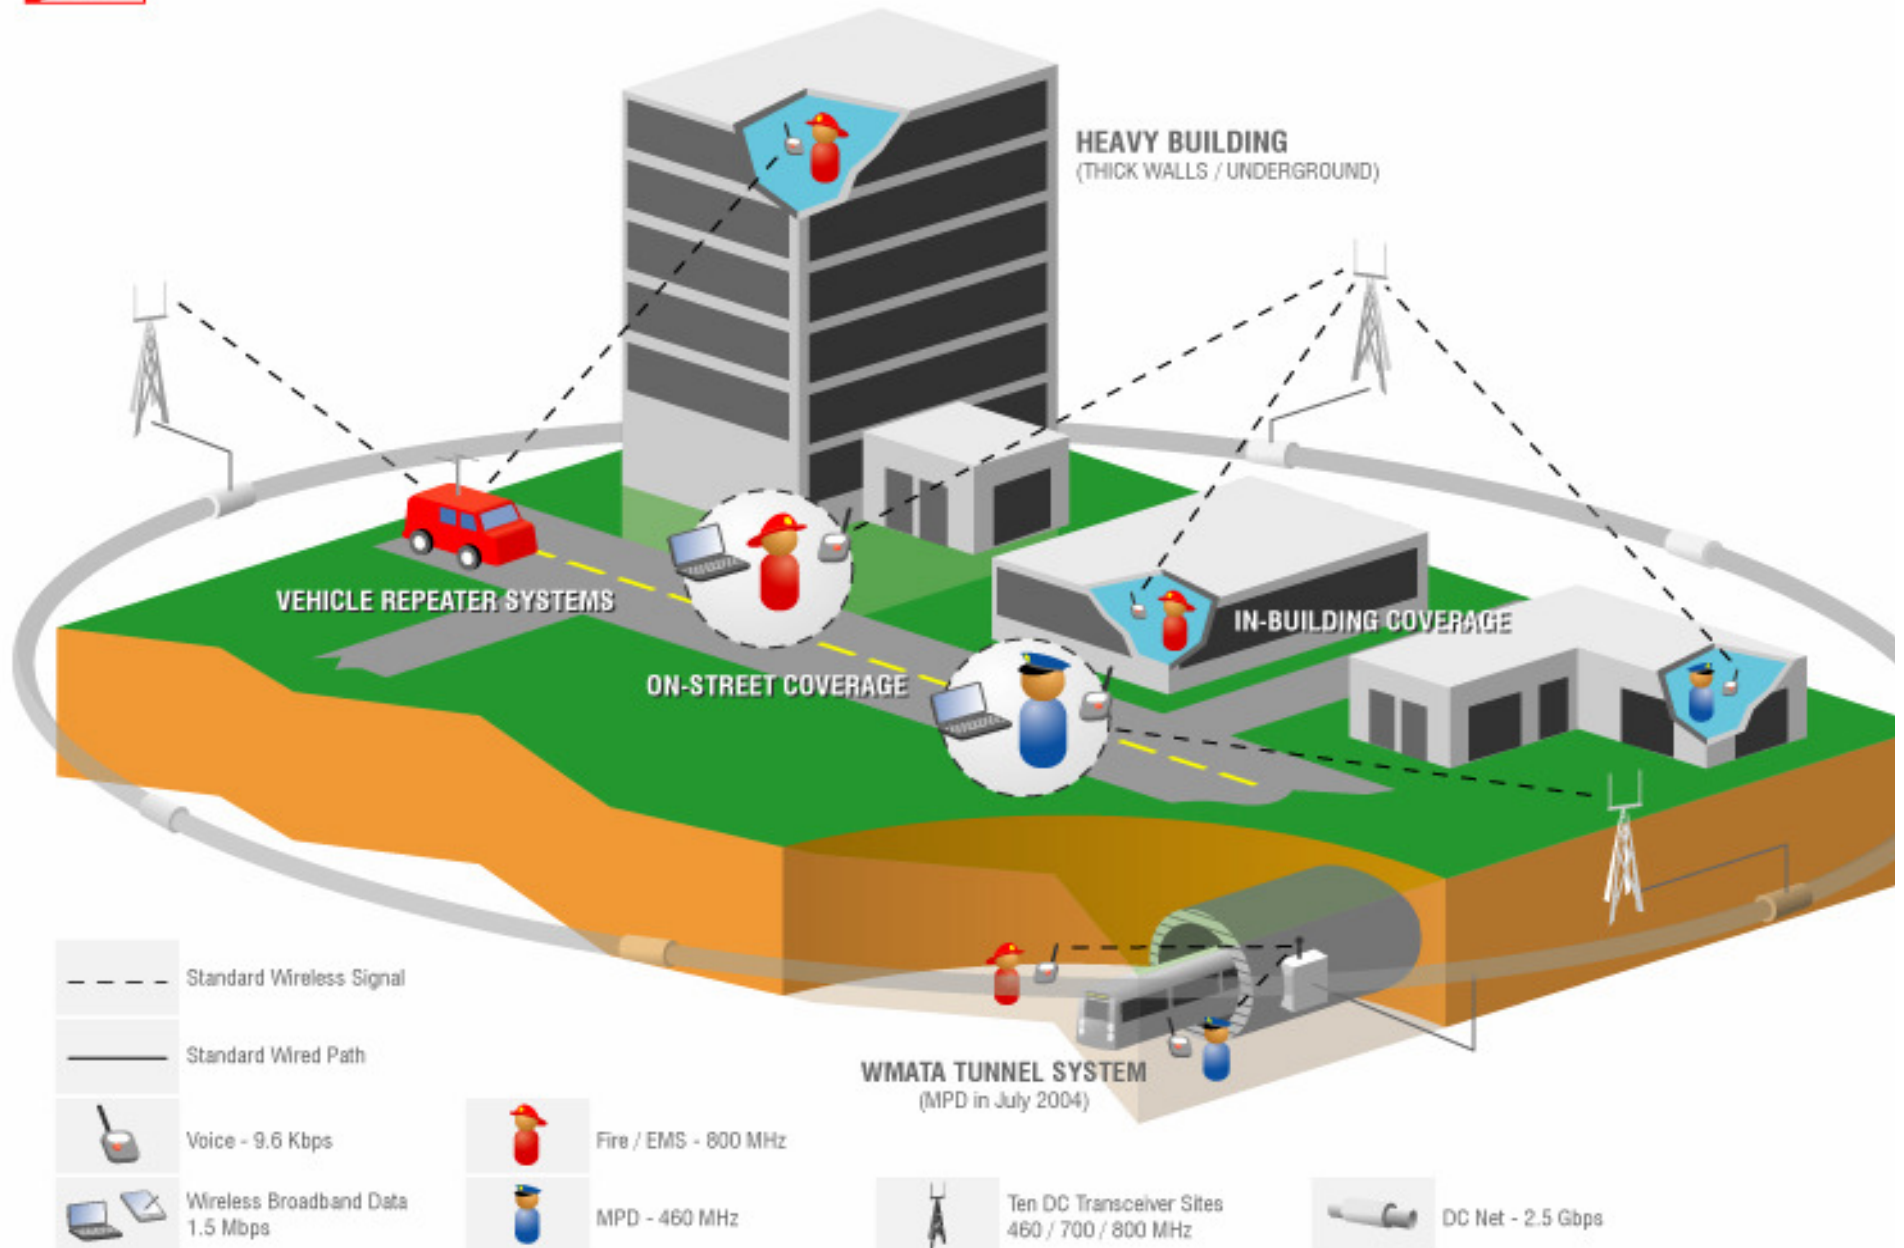 HEAVY BUILDING
(THICK WALLS / UNDERGROUND)
VEHICLE REPEATER SYSTEMS
IN-BUILDING COVERAGE
ON-STREET COVERAGE
WMATA TUNNEL SYSTEM
(MPD in July 2004)
Standard Wireless Signal
Standard Wired Path
Voice - 9.6 Kbps
Fire / EMS - 800 MHz
Wireless Broadband Data
1.5 Mbps
MPD - 460 MHz
Ten DC Transceiver Sites
460 / 700 / 800 MHz
DC Net - 2.5 Gbps